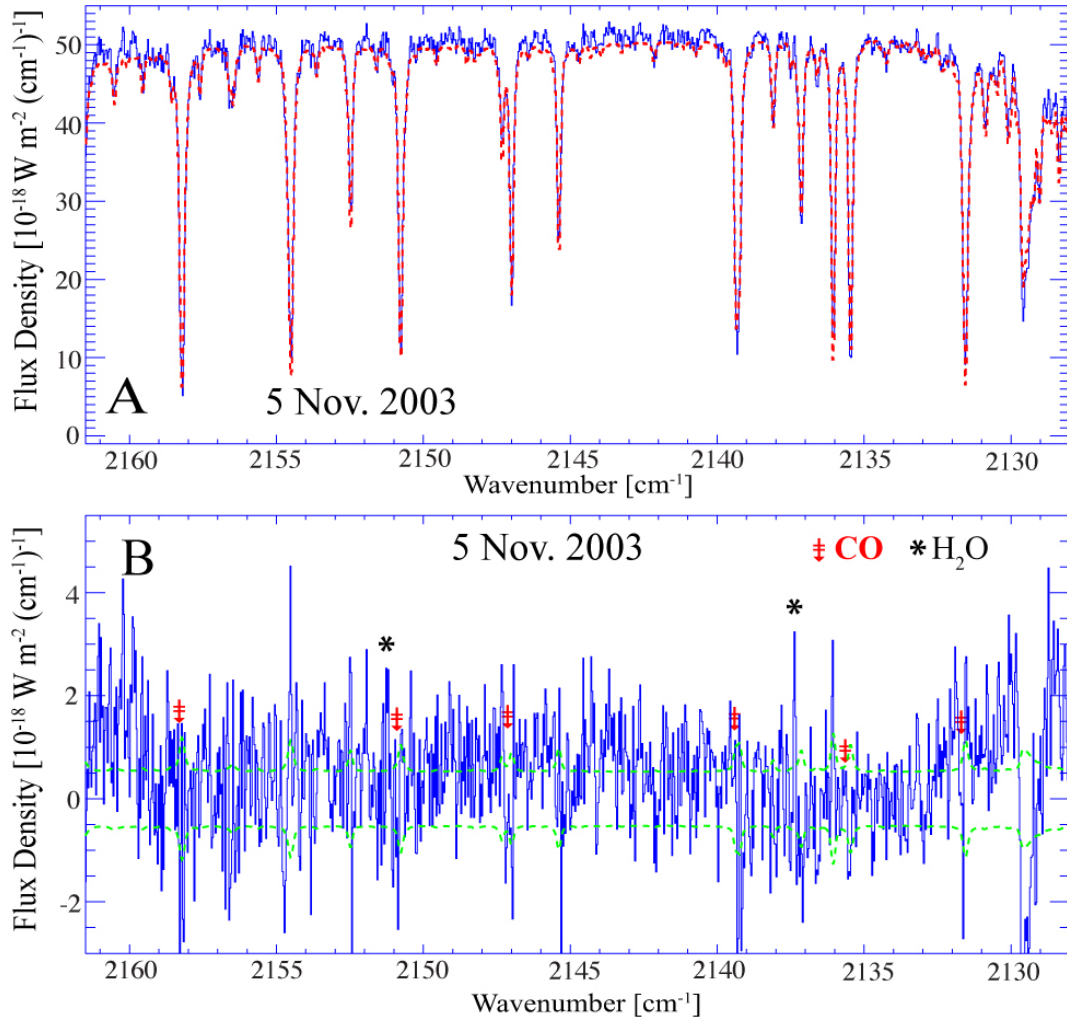 Flux Density [10⁻¹⁸ W m⁻² (cm⁻¹)⁻¹]
50
40
30
20
10
0
A
5 Nov. 2003
2160 2155 2150 2145 2140 2135 2130
Wavenumber [cm⁻¹]
Flux Density [10⁻¹⁸ W m⁻² (cm⁻¹)⁻¹]
B
5 Nov. 2003
CO
*H₂O
4
2
0
-2
*
*
2160 2155 2150 2145 2140 2135 2130
Wavenumber [cm⁻¹]